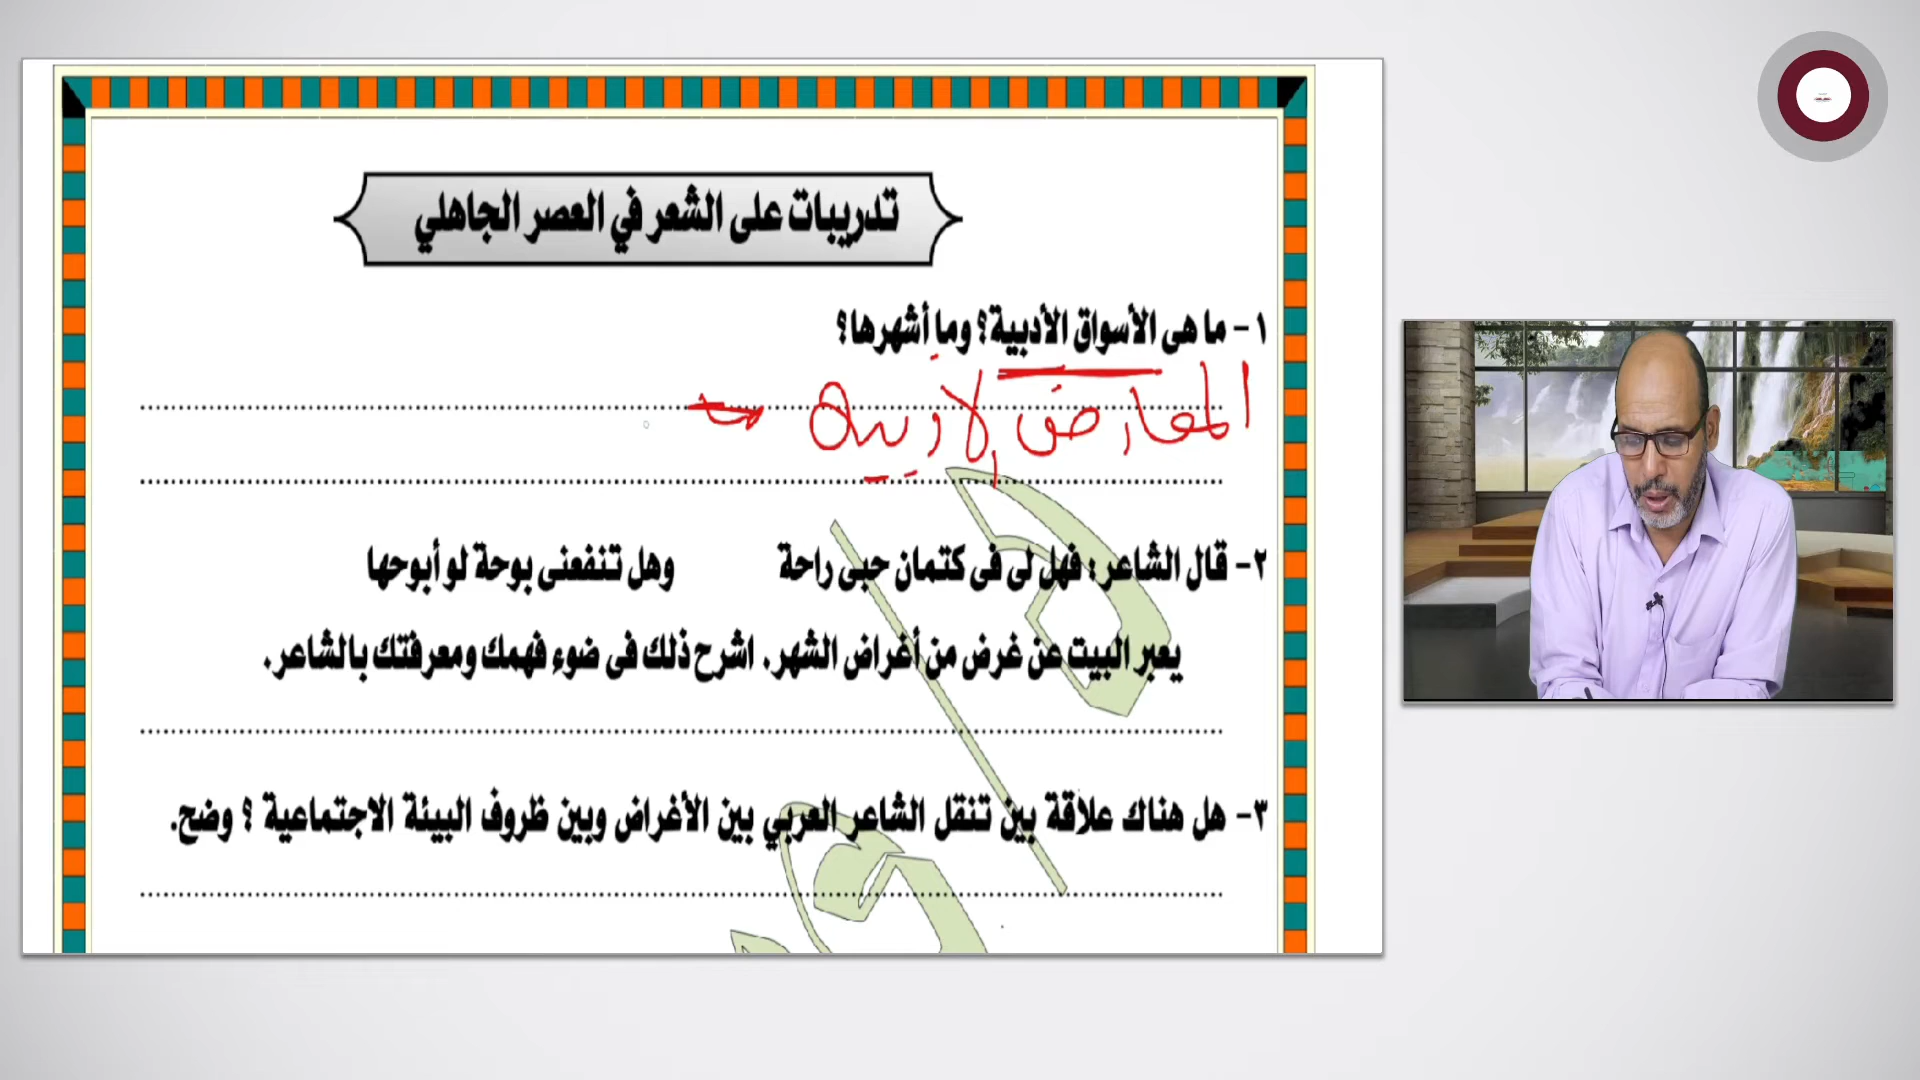 تدريبات على الشعر في العصر الجاهلي
١- ما هى الأسواق الأدبية؟ وما أشهرها؟
المعارض الأدبية
٢- قال الشاعر: فهل لى فى كتمان حبى راحة وهل تنفعنى بوحة لو أبوحها
يعبر البيت عن غرض من أغراض الشهر. اشرح ذلك فى ضوء فهمك ومعرفتك بالشاعر.
٣- هل هناك علاقة بين تنقل الشاعر العربي بين الأغراض وبين ظروف البيئة الاجتماعية ؟ وضح.